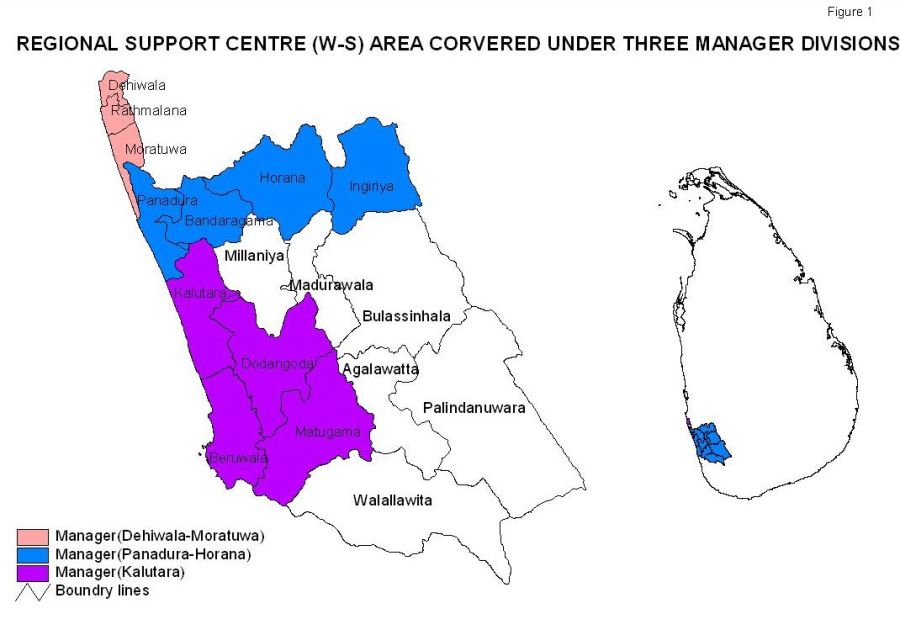 Figure 1
REGIONAL SUPPORT CENTRE (W-S) AREA CORVERED UNDER THREE MANAGER DIVISIONS
Dehiwala
Rathmalana
Moratuwa
Horana
Ingiriya
Panadura
Bandaragama
Millaniya
Madurawala
Kalutara
Bulassinhala
Dodangoda
Agalawatta
Palindanuwara
Matugama
Beruwala
Walallawita
Manager(Dehiwala-Moratuwa)
Manager(Panadura-Horana)
Manager(Kalutara)
Boundry lines